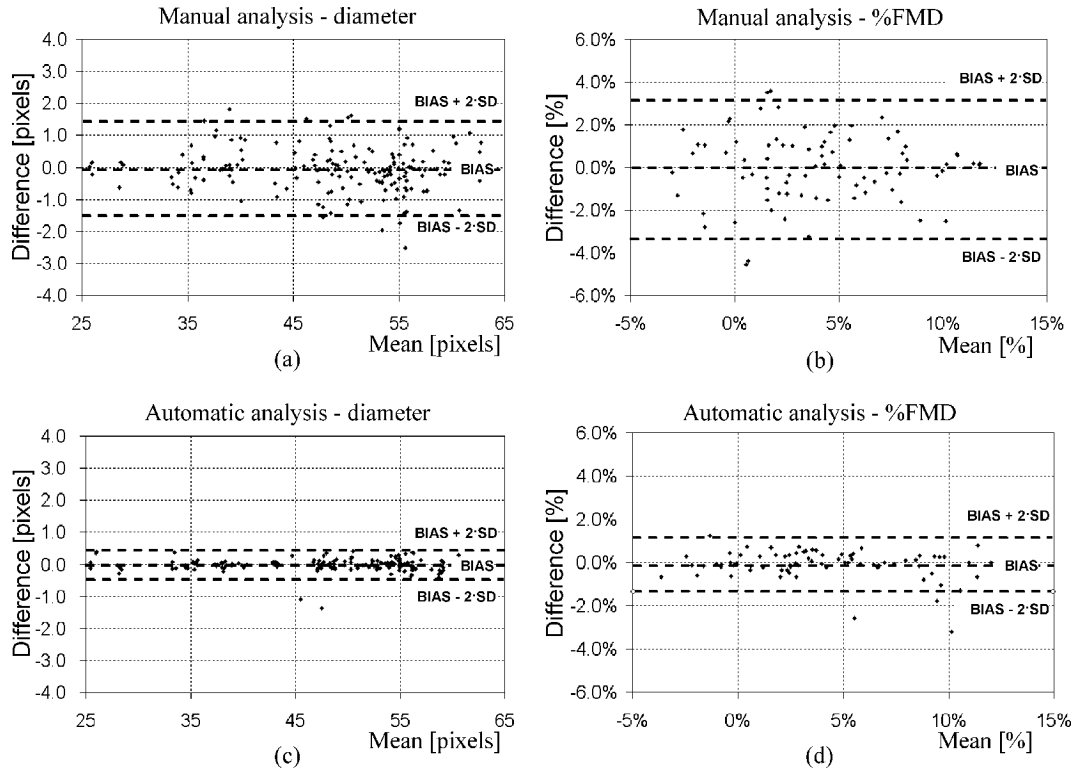 Manual analysis - diameter
4.0
3.0
2.0
1.0
0.0
-1.0
-2.0
-3.0
-4.0
Difference [pixels]
BIAS + 2·SD
BIAS
BIAS - 2·SD
25
35
45
55
65
Mean [pixels]
(a)
Manual analysis - %FMD
6.0%
4.0%
2.0%
0.0%
-2.0%
-4.0%
-6.0%
Difference [%]
BIAS + 2·SD
BIAS
BIAS - 2·SD
-5%
0%
5%
10%
15%
Mean [%]
(b)
Automatic analysis - diameter
4.0
3.0
2.0
1.0
0.0
-1.0
-2.0
-3.0
-4.0
Difference [pixels]
BIAS + 2·SD
BIAS
BIAS - 2·SD
25
35
45
55
65
Mean [pixels]
(c)
Automatic analysis - %FMD
6.0%
4.0%
2.0%
0.0%
-2.0%
-4.0%
-6.0%
Difference [%]
BIAS + 2·SD
BIAS
BIAS - 2·SD
-5%
0%
5%
10%
15%
Mean [%]
(d)